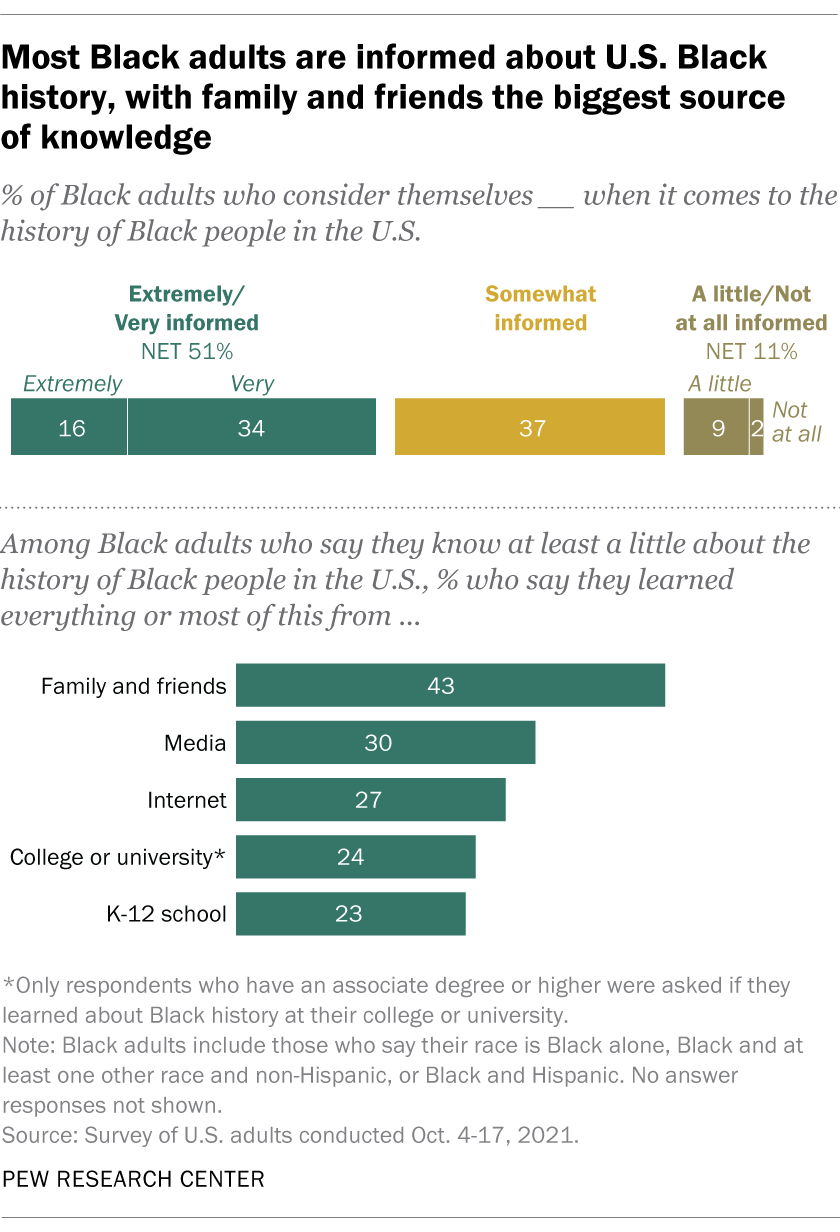 Most Black adults are informed about U.S. Black
history, with family and friends the biggest source
of knowledge
% of Black adults who consider themselves __ when it comes to the
history of Black people in the U.S.
Extremely/
Very informed
NET 51%
Somewhat
informed
A little/Not
at all informed
NET 11%
Extremely
Very
A little
16
34
37
9
2
Not
at all
Among Black adults who say they know at least a little about the
history of Black people in the U.S., % who say they learned
everything or most of this from ...
Family and friends 43
Media 30
Internet 27
College or university* 24
K-12 school 23
*Only respondents who have an associate degree or higher were asked if they
learned about Black history at their college or university.
Note: Black adults include those who say their race is Black alone, Black and at
least one other race and non-Hispanic, or Black and Hispanic. No answer
responses not shown.
Source: Survey of U.S. adults conducted Oct. 4-17, 2021.
PEW RESEARCH CENTER